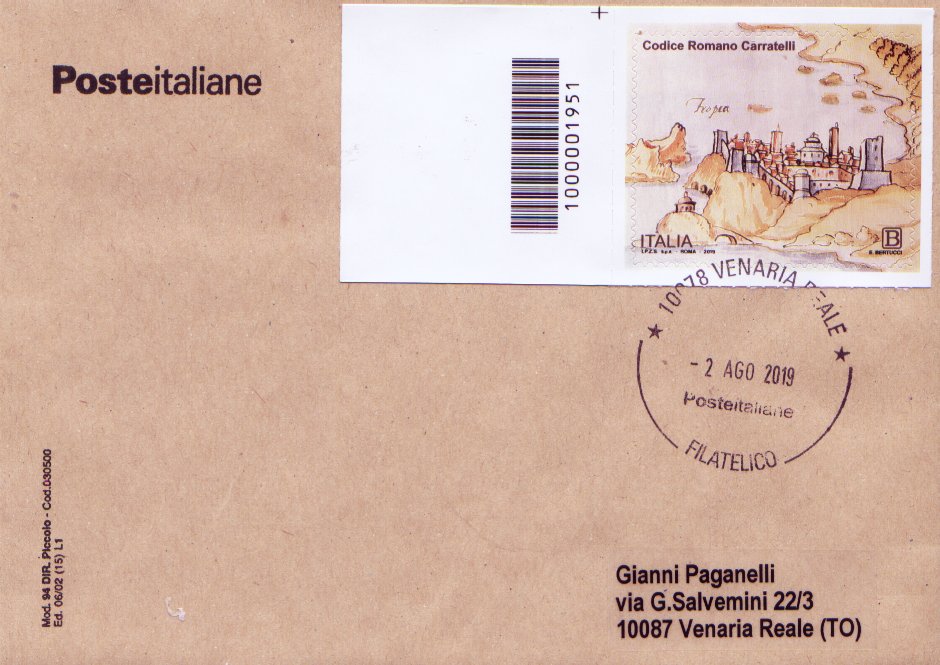 Posteitaliane
1000001951
Codice Romano Carratelli
Tropea
ITALIA
I.P.Z.S. S.p.A. - ROMA 2019
B
E. BERTUCCI
★ 10078 VENARIA REALE ★
- 2 AGO 2019
Posteitaliane
FILATELICO
Mod. 94 DIR. Piccolo - Cod.030500
Ed. 06/02 (15) L1
Gianni Paganelli
via G.Salvemini 22/3
10087 Venaria Reale (TO)